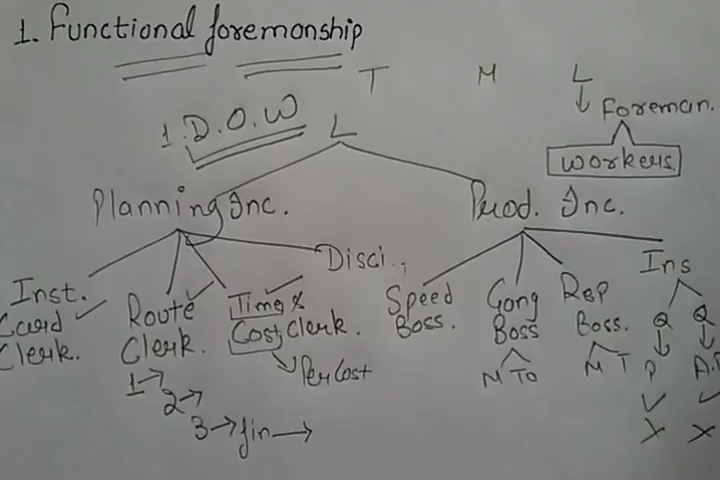 1. Functional foremonship
T M L
Foreman.
1. D.O.W
L
workers.
Planning Inc.
Prod. Inc.
Inst.
Card
Clerk.
Route
Clerk.
Time &
Cost Clerk.
Disci.,
Speed
Boss.
Gong
Boss
Rep
Boss.
Ins
Per Cost
M TO
M T
Q Q
P A.P
1→
2→
3→fin→